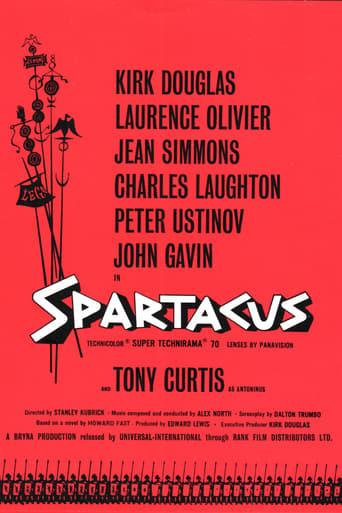 KIRK DOUGLAS
LAURENCE OLIVIER
JEAN SIMMONS
CHARLES LAUGHTON
PETER USTINOV
JOHN GAVIN
IN
SPARTACUS
TECHNICOLOR® SUPER TECHNIRAMA® 70 LENSES BY PANAVISION
AND TONY CURTIS AS ANTONINUS
Directed by STANLEY KUBRICK · Music composed and conducted by ALEX NORTH · Screenplay by DALTON TRUMBO
Based on a novel by HOWARD FAST · Produced by EDWARD LEWIS · Executive Producer KIRK DOUGLAS
A BRYNA PRODUCTION released by UNIVERSAL-INTERNATIONAL through RANK FILM DISTRIBUTORS LTD.